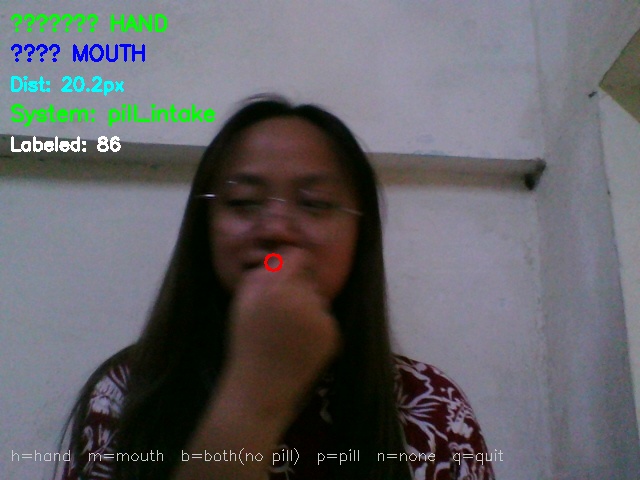 ??????? HAND
???? MOUTH
Dist: 20.2px
System: pill_intake
Labeled: 86
h=hand m=mouth b=both(no pill) p=pill n=none q=quit